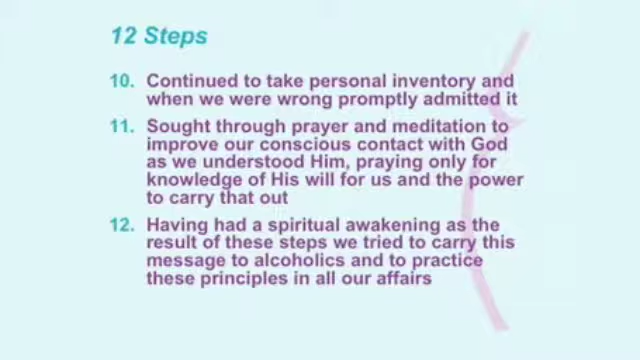 12 Steps
10. Continued to take personal inventory and
when we were wrong promptly admitted it
11. Sought through prayer and meditation to
improve our conscious contact with God
as we understood Him, praying only for
knowledge of His will for us and the power
to carry that out
12. Having had a spiritual awakening as the
result of these steps we tried to carry this
message to alcoholics and to practice
these principles in all our affairs